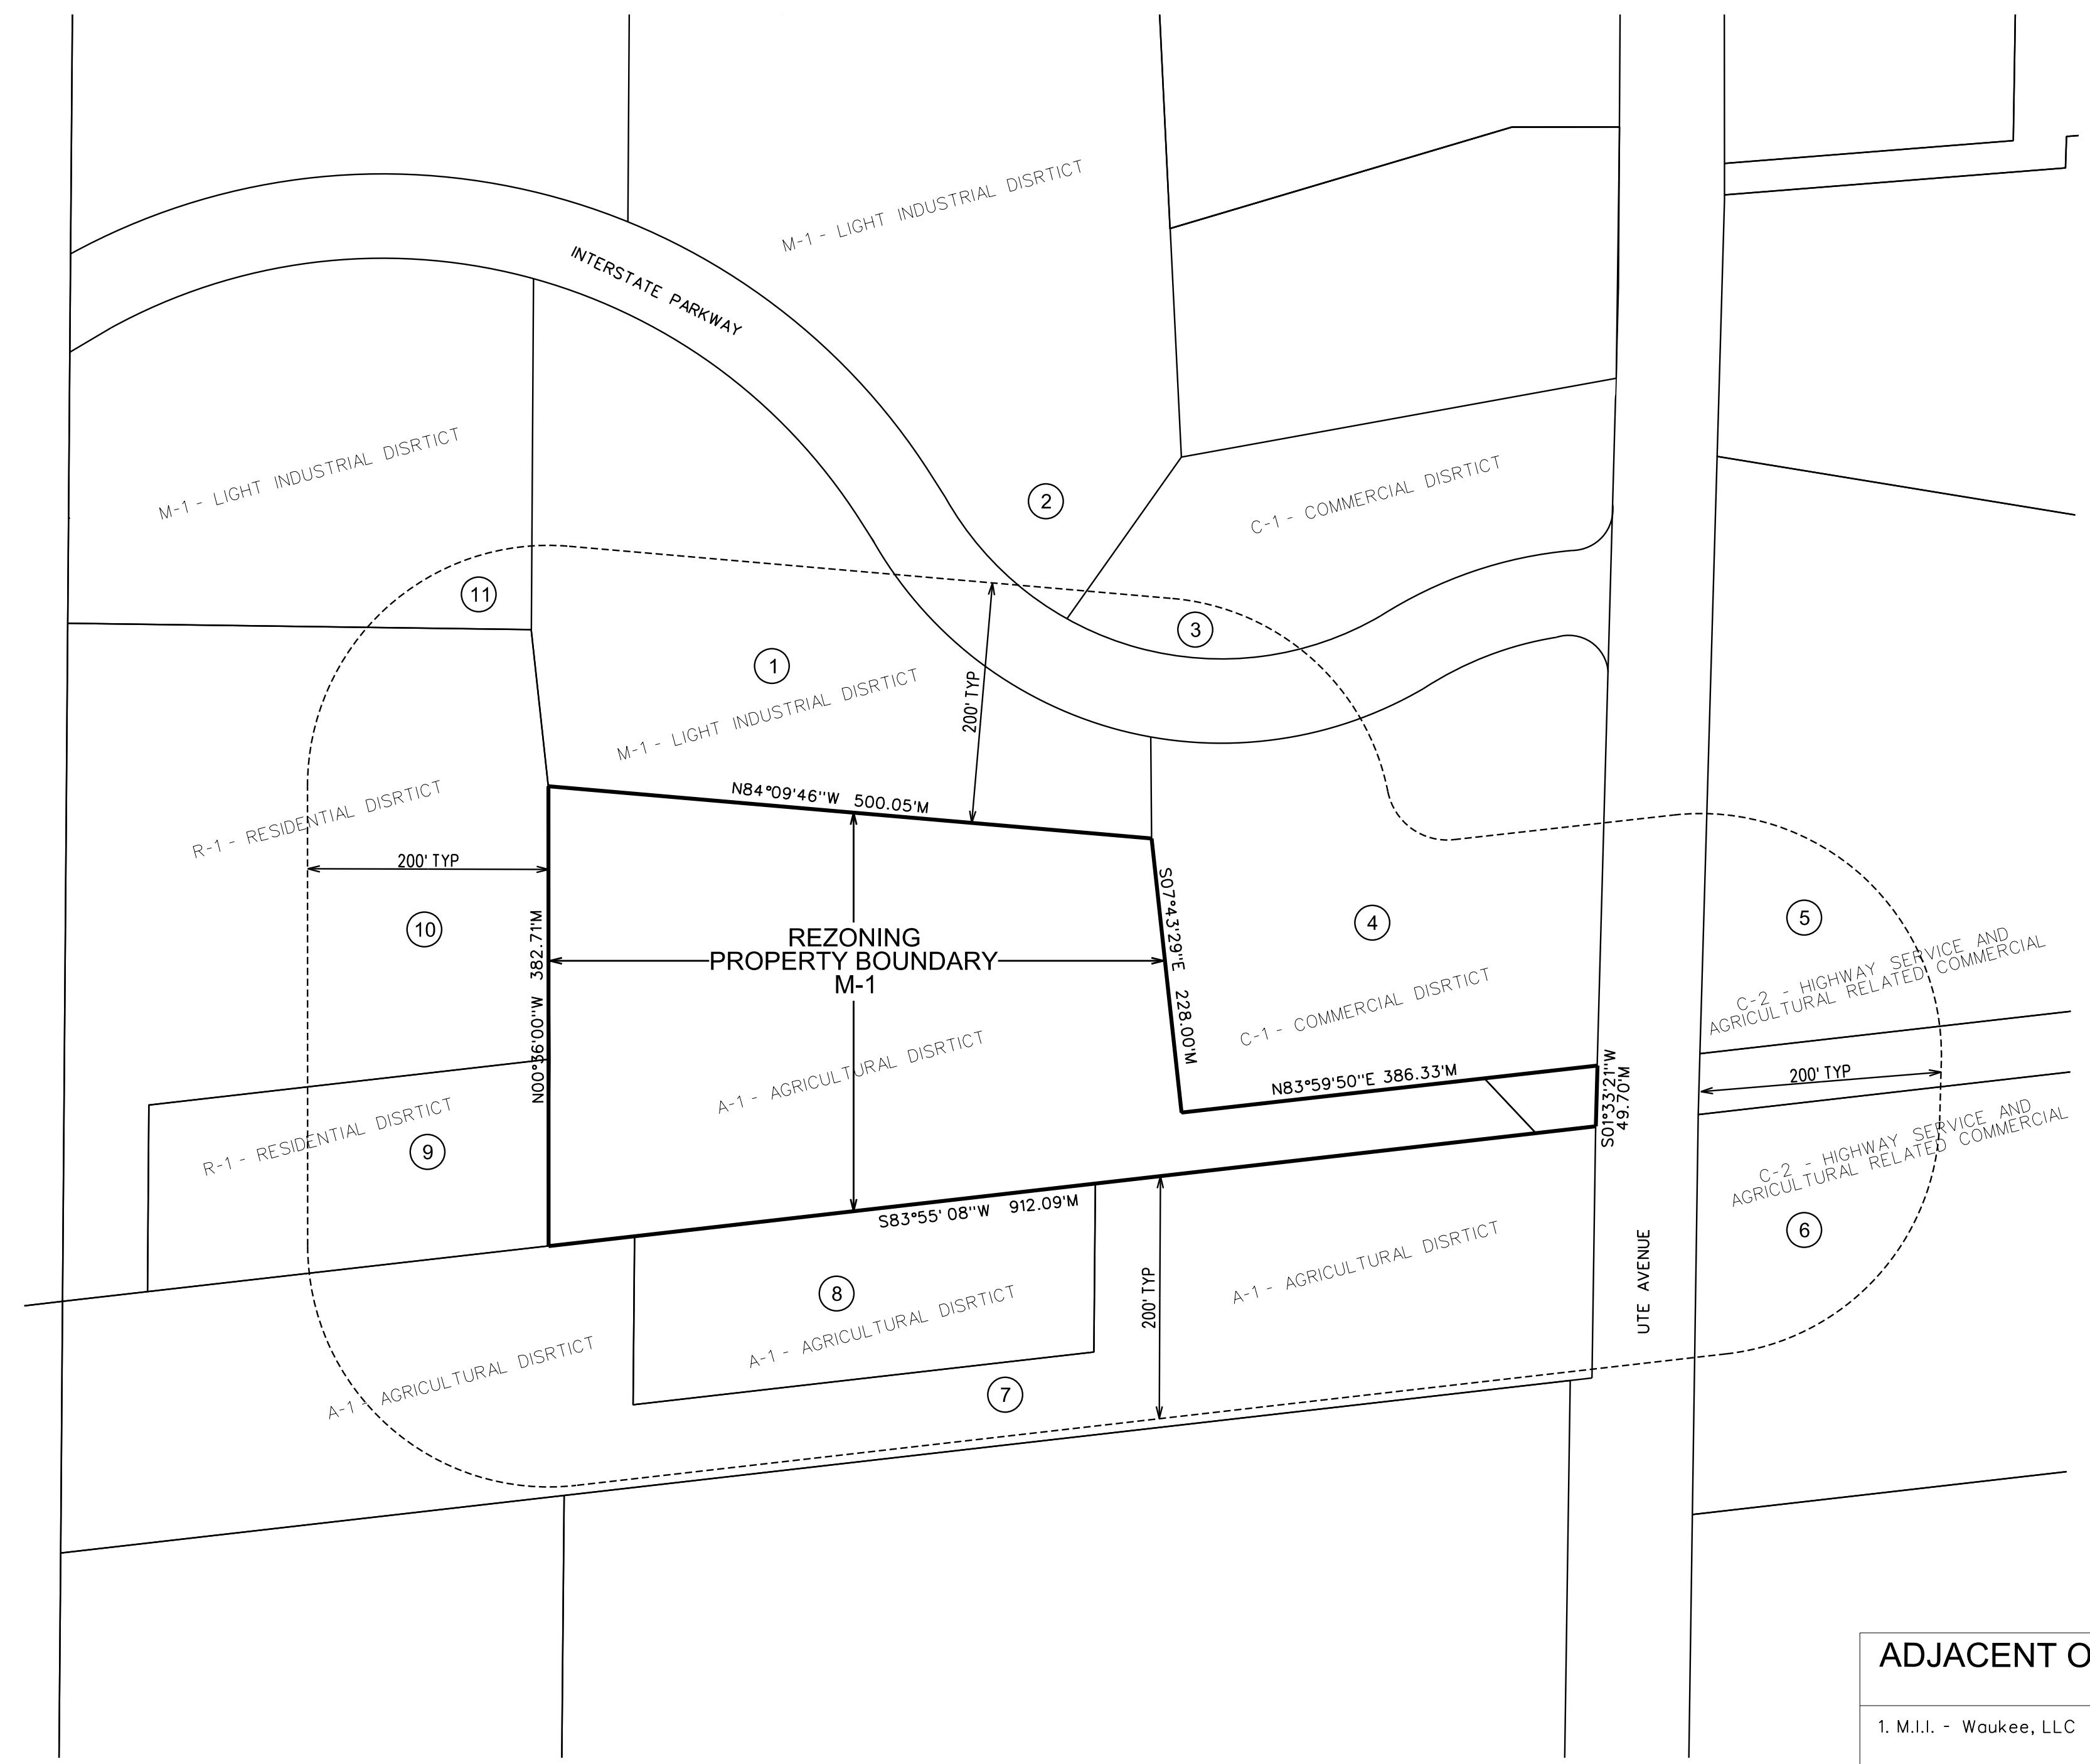 M-1 - LIGHT INDUSTRIAL DISRTICT
INTERSTATE PARKWAY
M-1 - LIGHT INDUSTRIAL DISRTICT
2
C-1 - COMMERCIAL DISRTICT
11
3
1
M-1 - LIGHT INDUSTRIAL DISRTICT
200' TYP
R-1 - RESIDENTIAL DISRTICT
N84°09'46"W 500.05'M
200' TYP
10
N00°36'00"W 382.71'M
REZONING
PROPERTY BOUNDARY
M-1
S07°43'29"E 228.00'M
4
5
C-2 - HIGHWAY SERVICE AND
AGRICULTURAL RELATED COMMERCIAL
C-1 - COMMERCIAL DISRTICT
A-1 - AGRICULTURAL DISRTICT
N83°59'50"E 386.33'M
S01°33'21"W
49.70'M
200' TYP
R-1 - RESIDENTIAL DISRTICT
9
C-2 - HIGHWAY SERVICE AND
AGRICULTURAL RELATED COMMERCIAL
6
S83°55'08"W 912.09'M
A-1 - AGRICULTURAL DISRTICT
UTE AVENUE
8
A-1 - AGRICULTURAL DISRTICT
200' TYP
A-1 - AGRICULTURAL DISRTICT
7
ADJACENT O
1. M.I.I. - Waukee, LLC